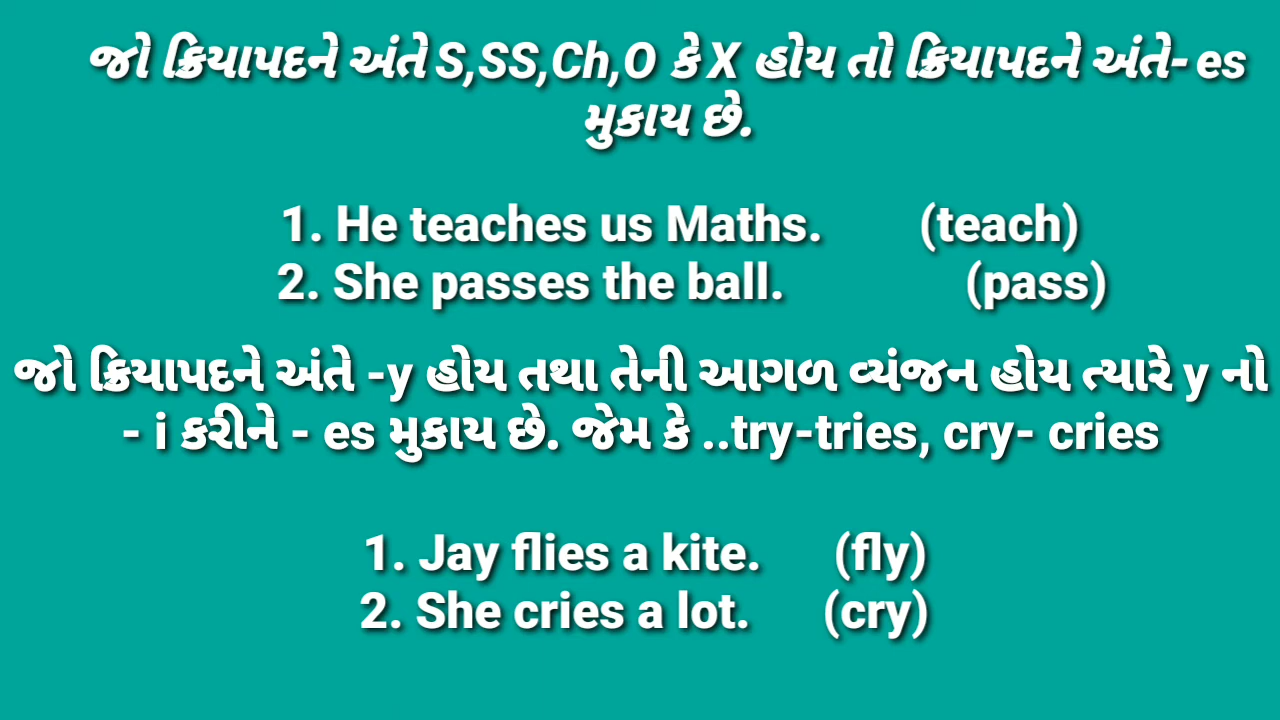 જો ક્રિયાપદને અંતે S,SS,Ch,O કે X હોય તો ક્રિયાપદને અંતે- es
મુકાય છે.
1. He teaches us Maths. (teach)
2. She passes the ball. (pass)
જો ક્રિયાપદને અંતે -y હોય તથા તેની આગળ વ્યંજન હોય ત્યારે y નો
- i કરીને - es મુકાય છે. જેમ કે ..try-tries, cry- cries
1. Jay flies a kite. (fly)
2. She cries a lot. (cry)